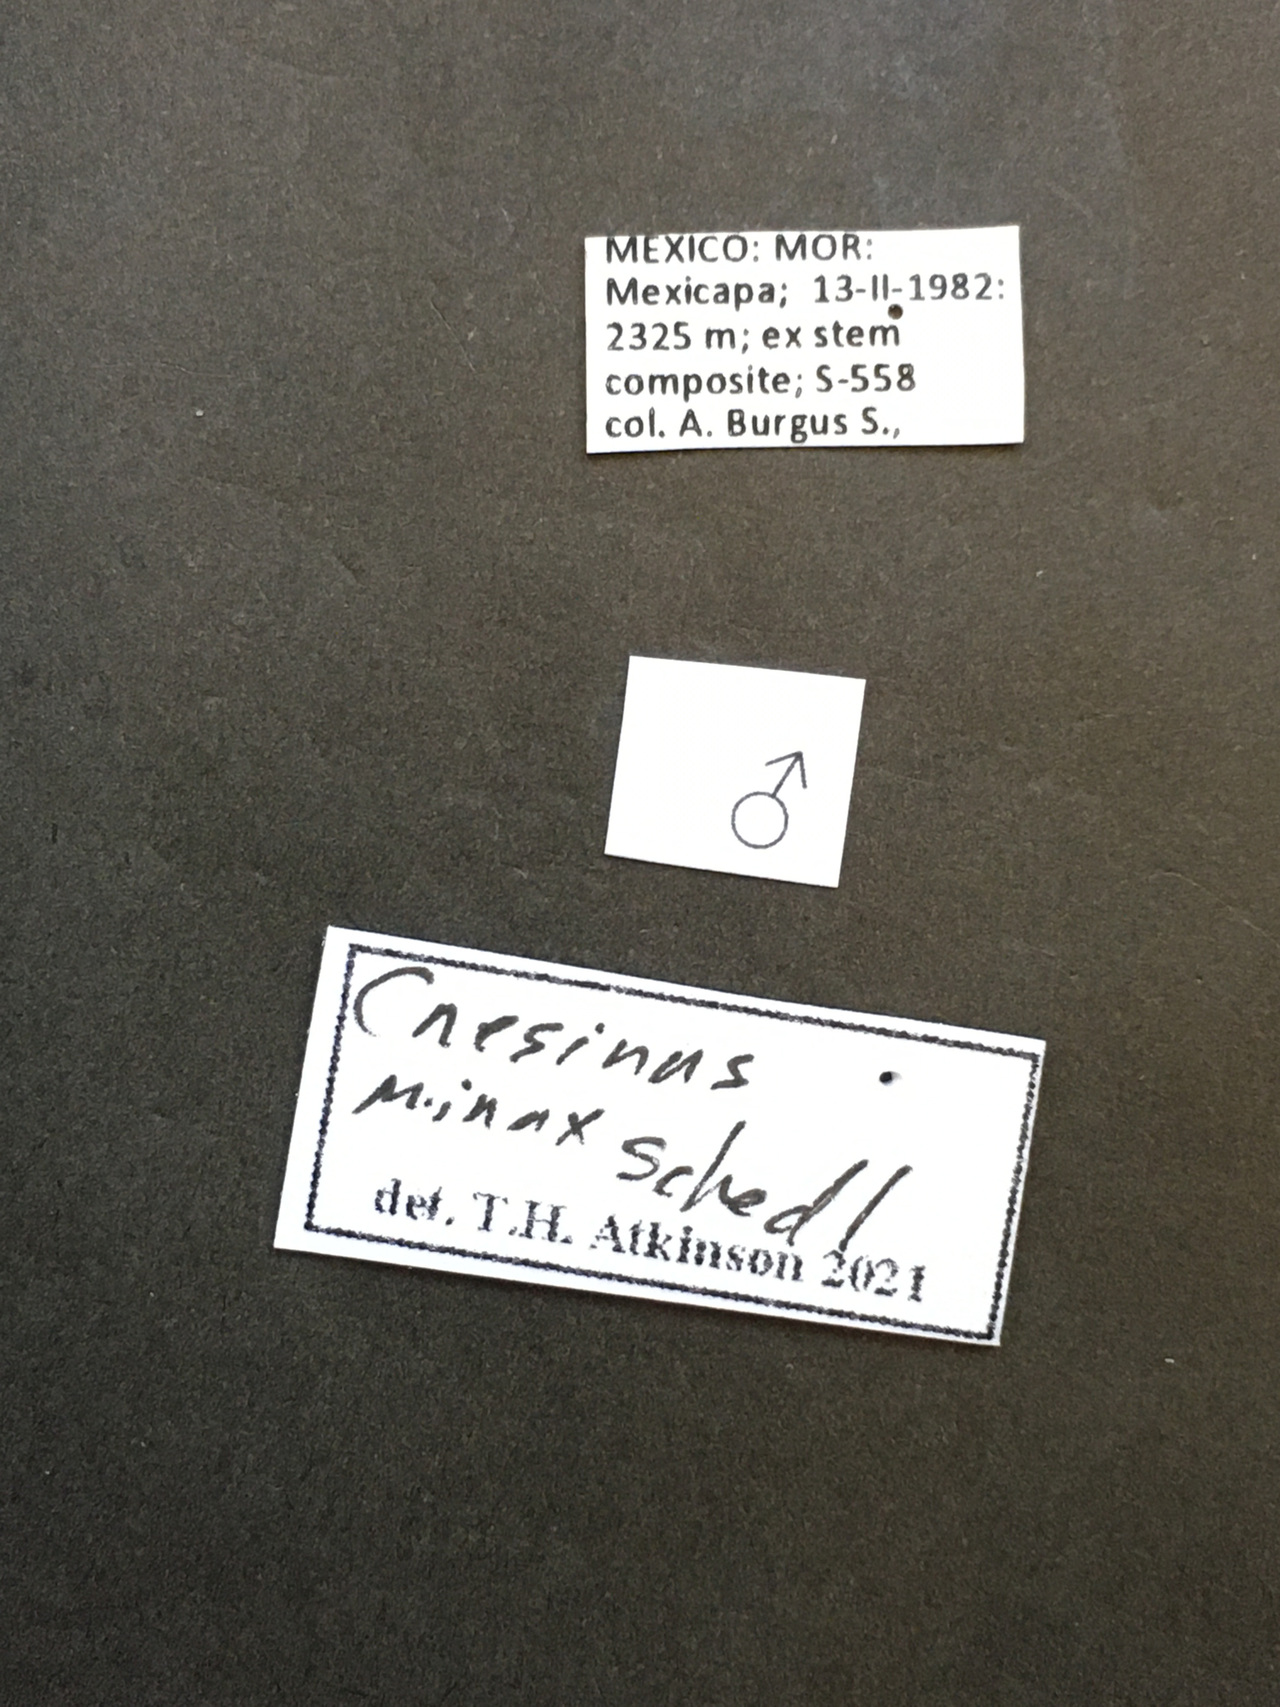 MEXICO: MOR:
Mexicapa; 13-II-1982:
2325 m; ex stem
composite; S-558
col. A. Burgus S.,
♂
Cnesinus
minax Schedl
det. T.H. Atkinson 2021